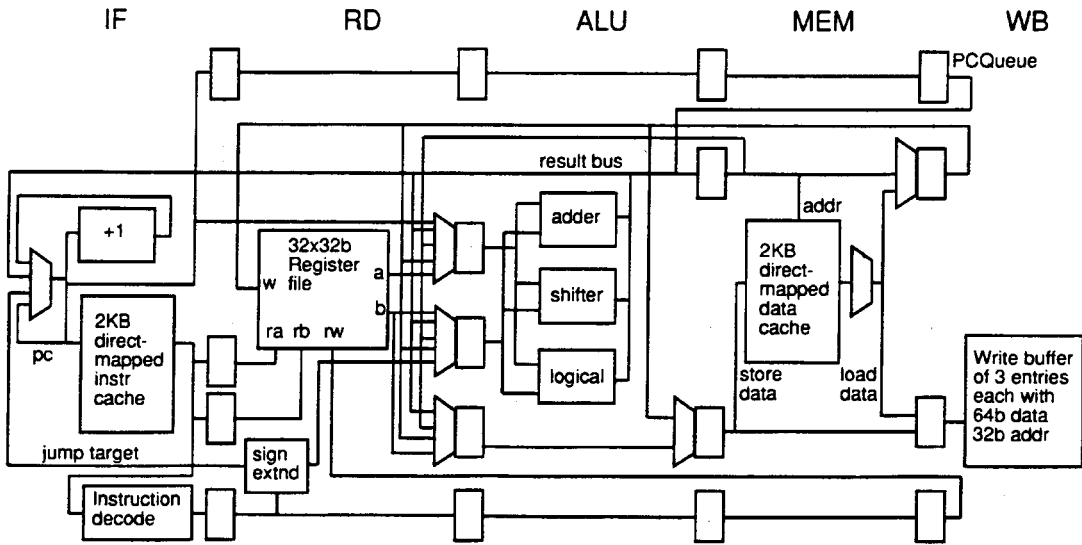 IF RD ALU MEM WB
PCQueue
result bus
+1
32x32b
Register
file
a
w
b
ra rb rw
adder
shifter
logical
addr
2KB
direct-
mapped
data
cache
2KB
direct-
mapped
instr
cache
pc
store
data
load
data
Write buffer
of 3 entries
each with
64b data
32b addr
jump target
sign
extnd
Instruction
decode